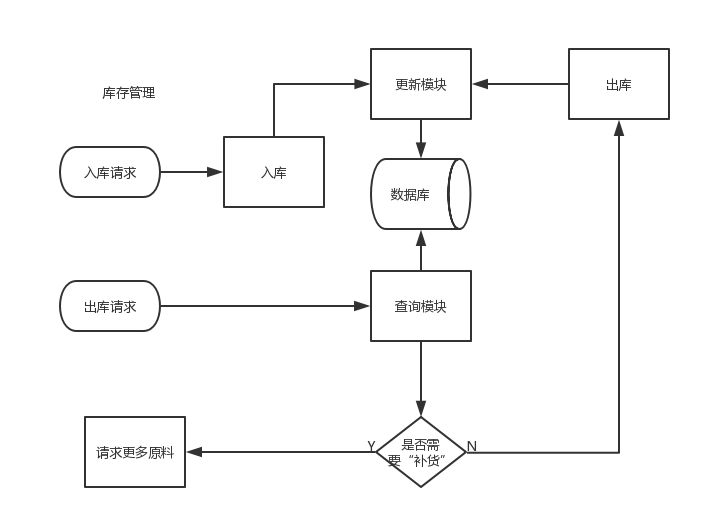 更新模块
出库
库存管理
入库请求
入库
数据库
出库请求
查询模块
Y
是否需
要“补货”
N
请求更多原料